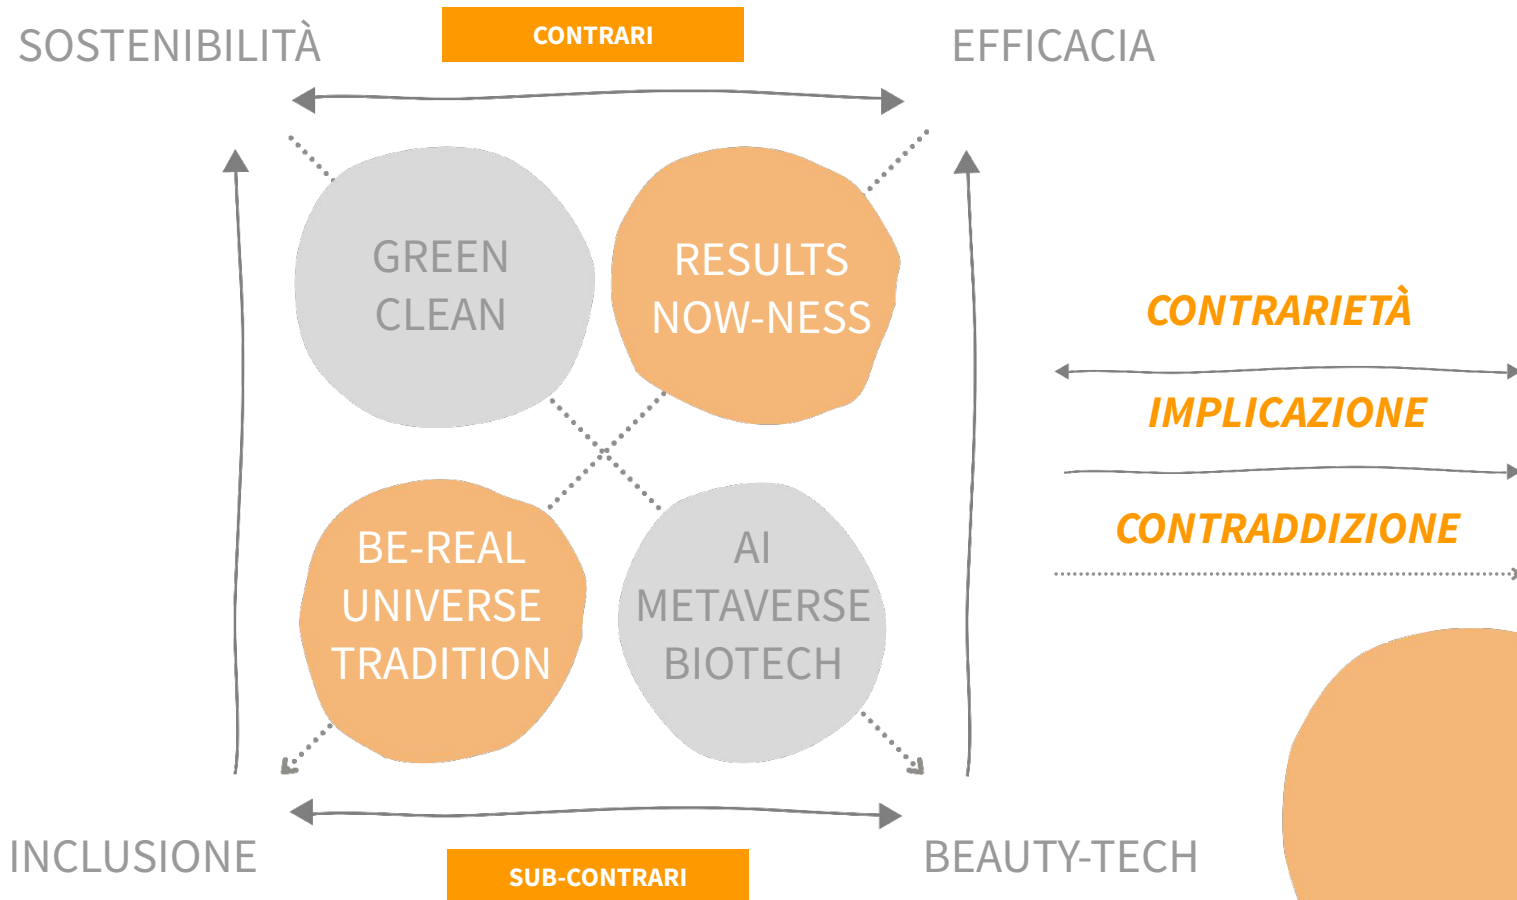 SOSTENIBILITÀ
CONTRARI
EFFICACIA
GREEN
CLEAN
RESULTS
NOW-NESS
BE-REAL
UNIVERSE
TRADITION
AI
METAVERSE
BIOTECH
INCLUSIONE
SUB-CONTRARI
BEAUTY-TECH
CONTRARIETÀ
IMPLICAZIONE
CONTRADDIZIONE